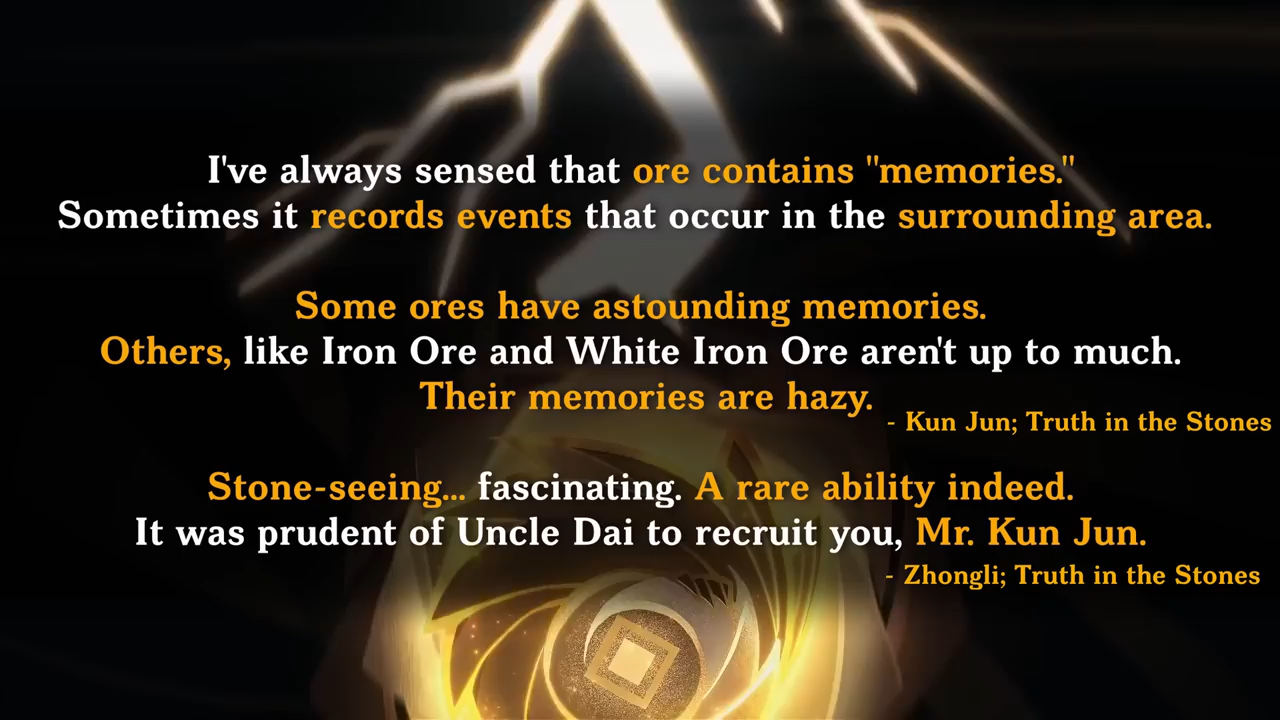 I've always sensed that ore contains "memories."
Sometimes it records events that occur in the surrounding area.
Some ores have astounding memories.
Others, like Iron Ore and White Iron Ore aren't up to much.
Their memories are hazy.
- Kun Jun; Truth in the Stones
Stone-seeing... fascinating. A rare ability indeed.
It was prudent of Uncle Dai to recruit you, Mr. Kun Jun.
- Zhongli; Truth in the Stones